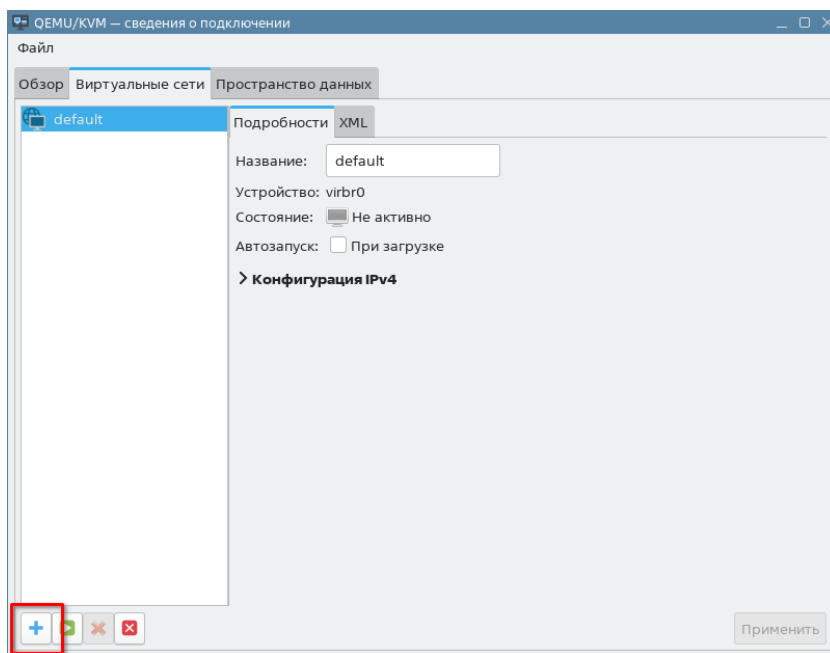 QEMU/KVM — сведения о подключении
Файл
Обзор Виртуальные сети Пространство данных
default
Подробности XML
Название: default
Устройство: virbr0
Состояние: Не активно
Автозапуск: При загрузке
Конфигурация IPv4
Применить